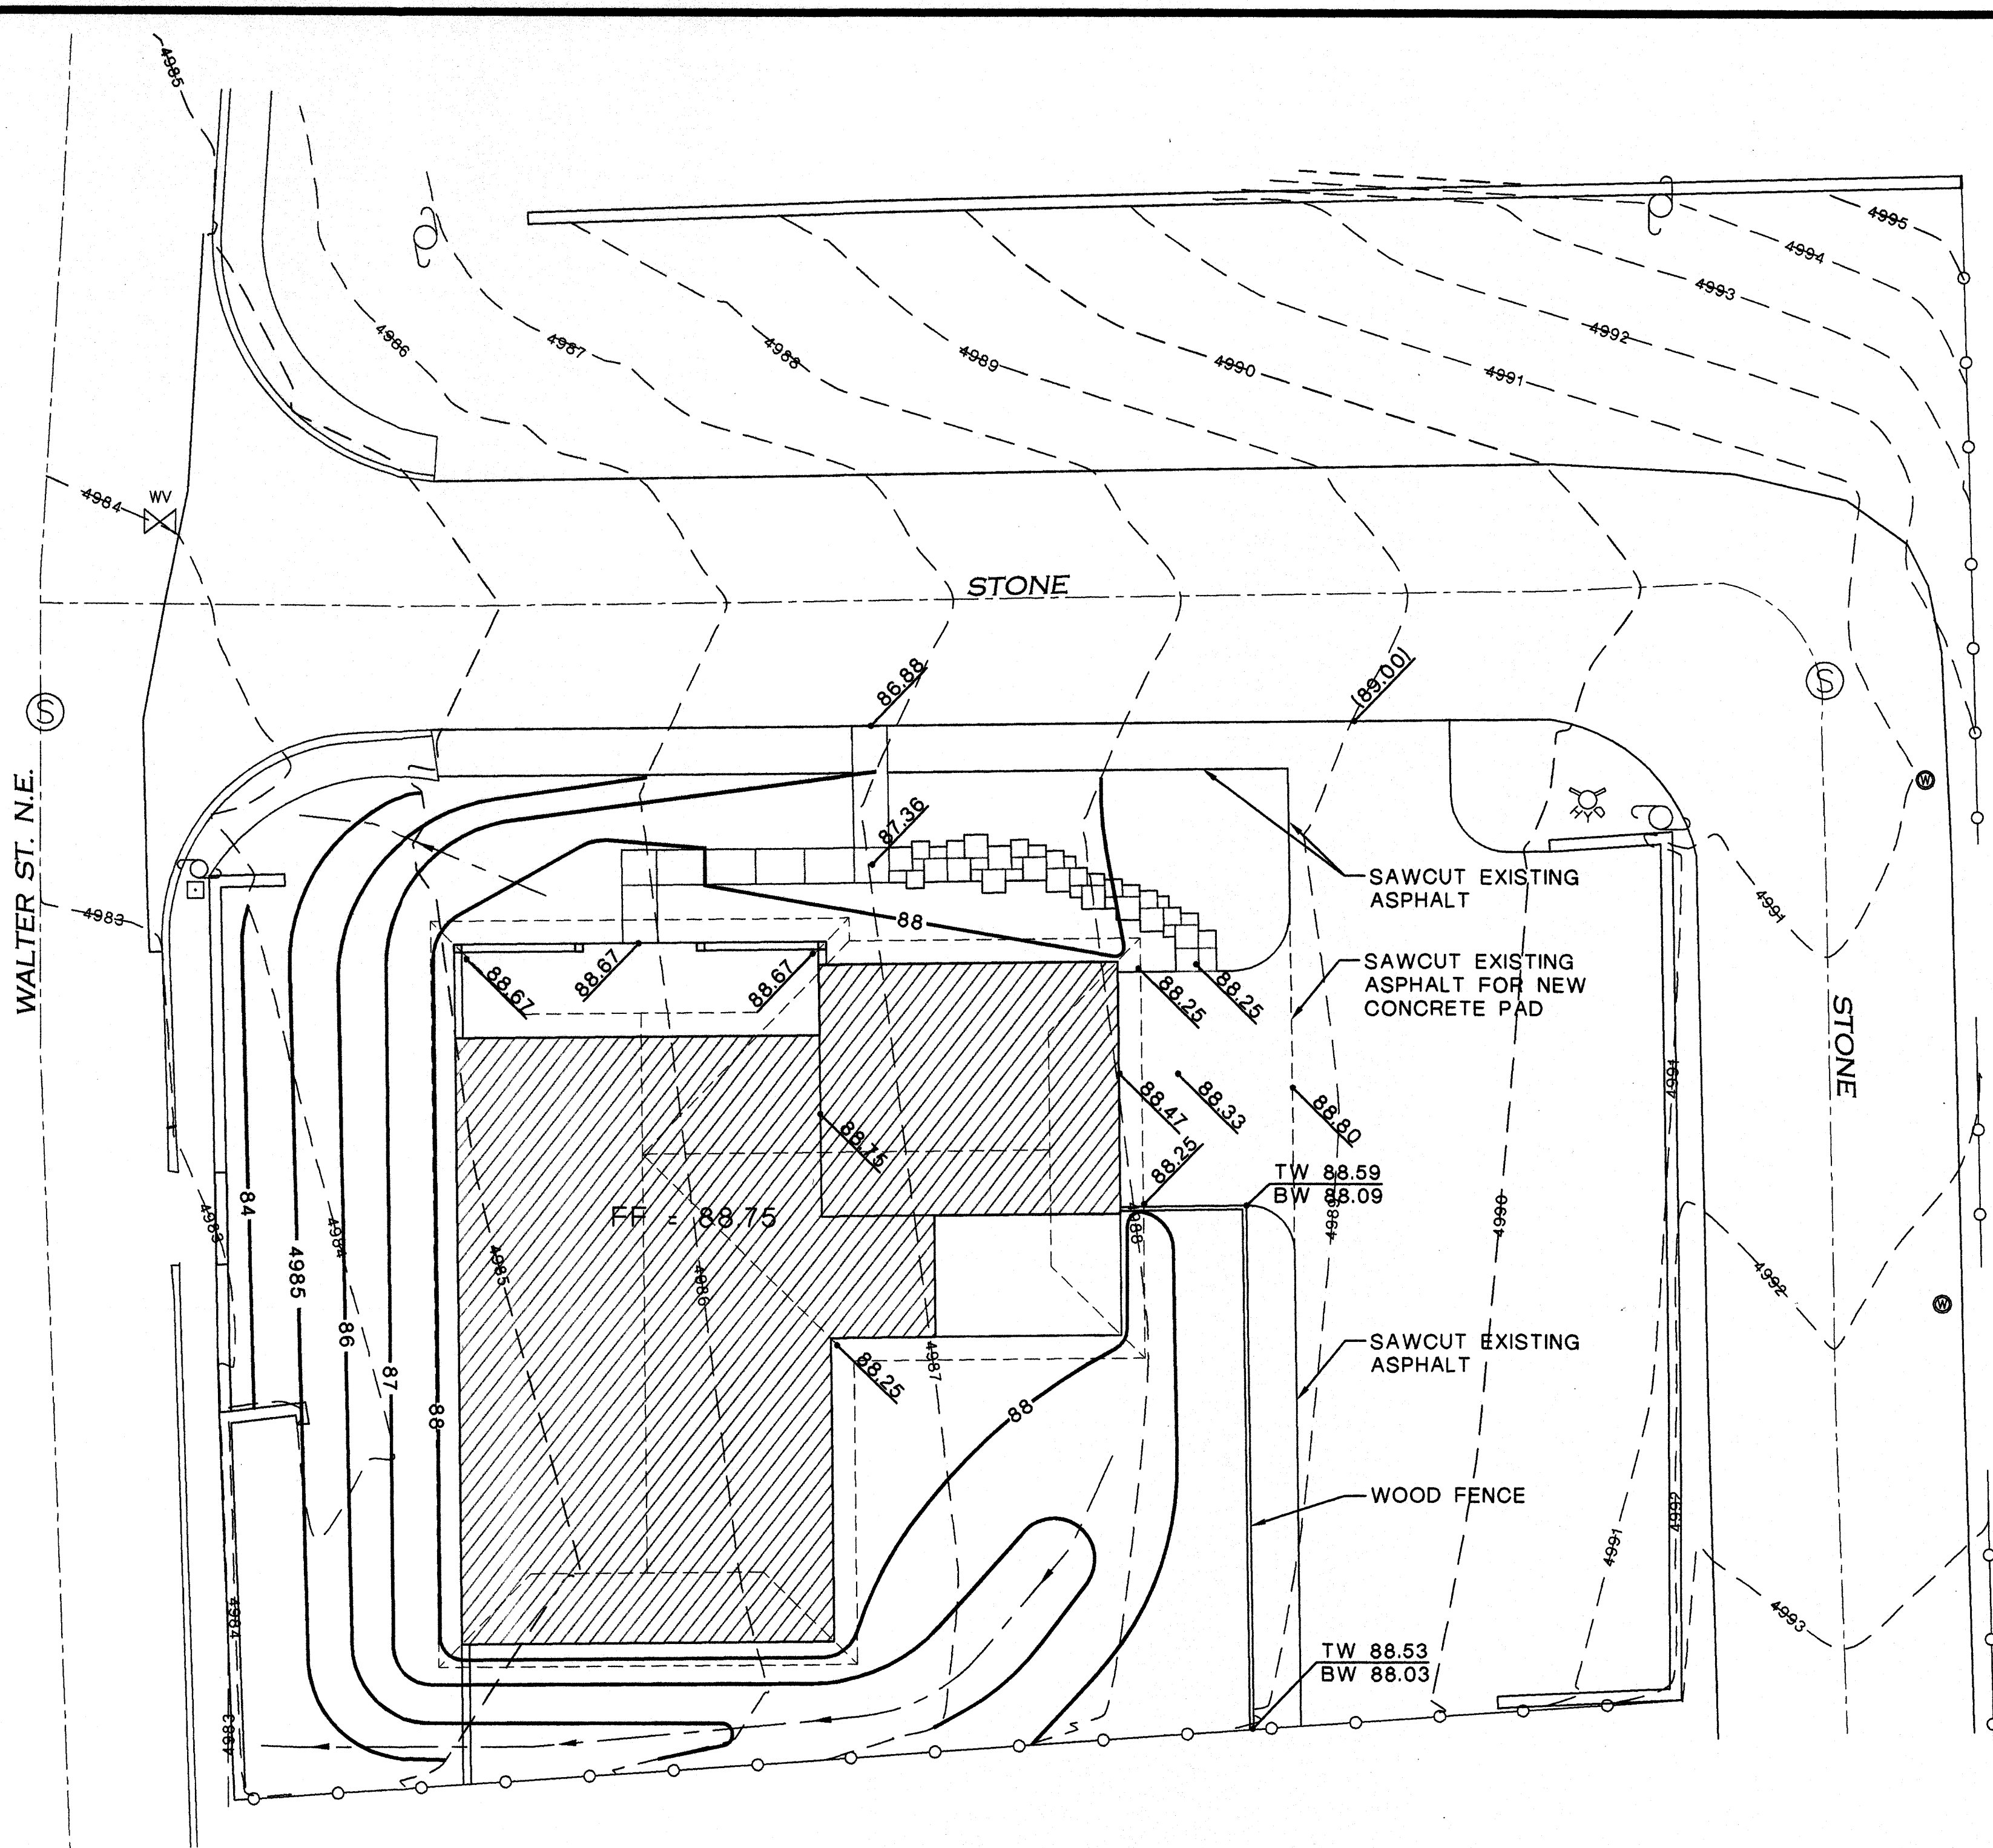 4985
4995
4994
4993
4992
4991
4990
4989
4988
4987
4986
4984
WV
STONE
S
S
86.88
(89.00)
WALTER ST. N.E.
4983
87.36
W
SAWCUT EXISTING
ASPHALT
4991
88
SAWCUT EXISTING
ASPHALT FOR NEW
CONCRETE PAD
STONE
88.67
88.67
88.67
88.25
88.25
88.47
88.33
88.80
88.75
88.25
4991
TW 88.59
BW 88.09
FF = 88.75
84
4983
4985
4984
86
87
88
4985
4986
4987
4988
4989
4990
4992
W
SAWCUT EXISTING
ASPHALT
88.25
88
WOOD FENCE
4992
4991
4993
4984
4983
TW 88.53
BW 88.03